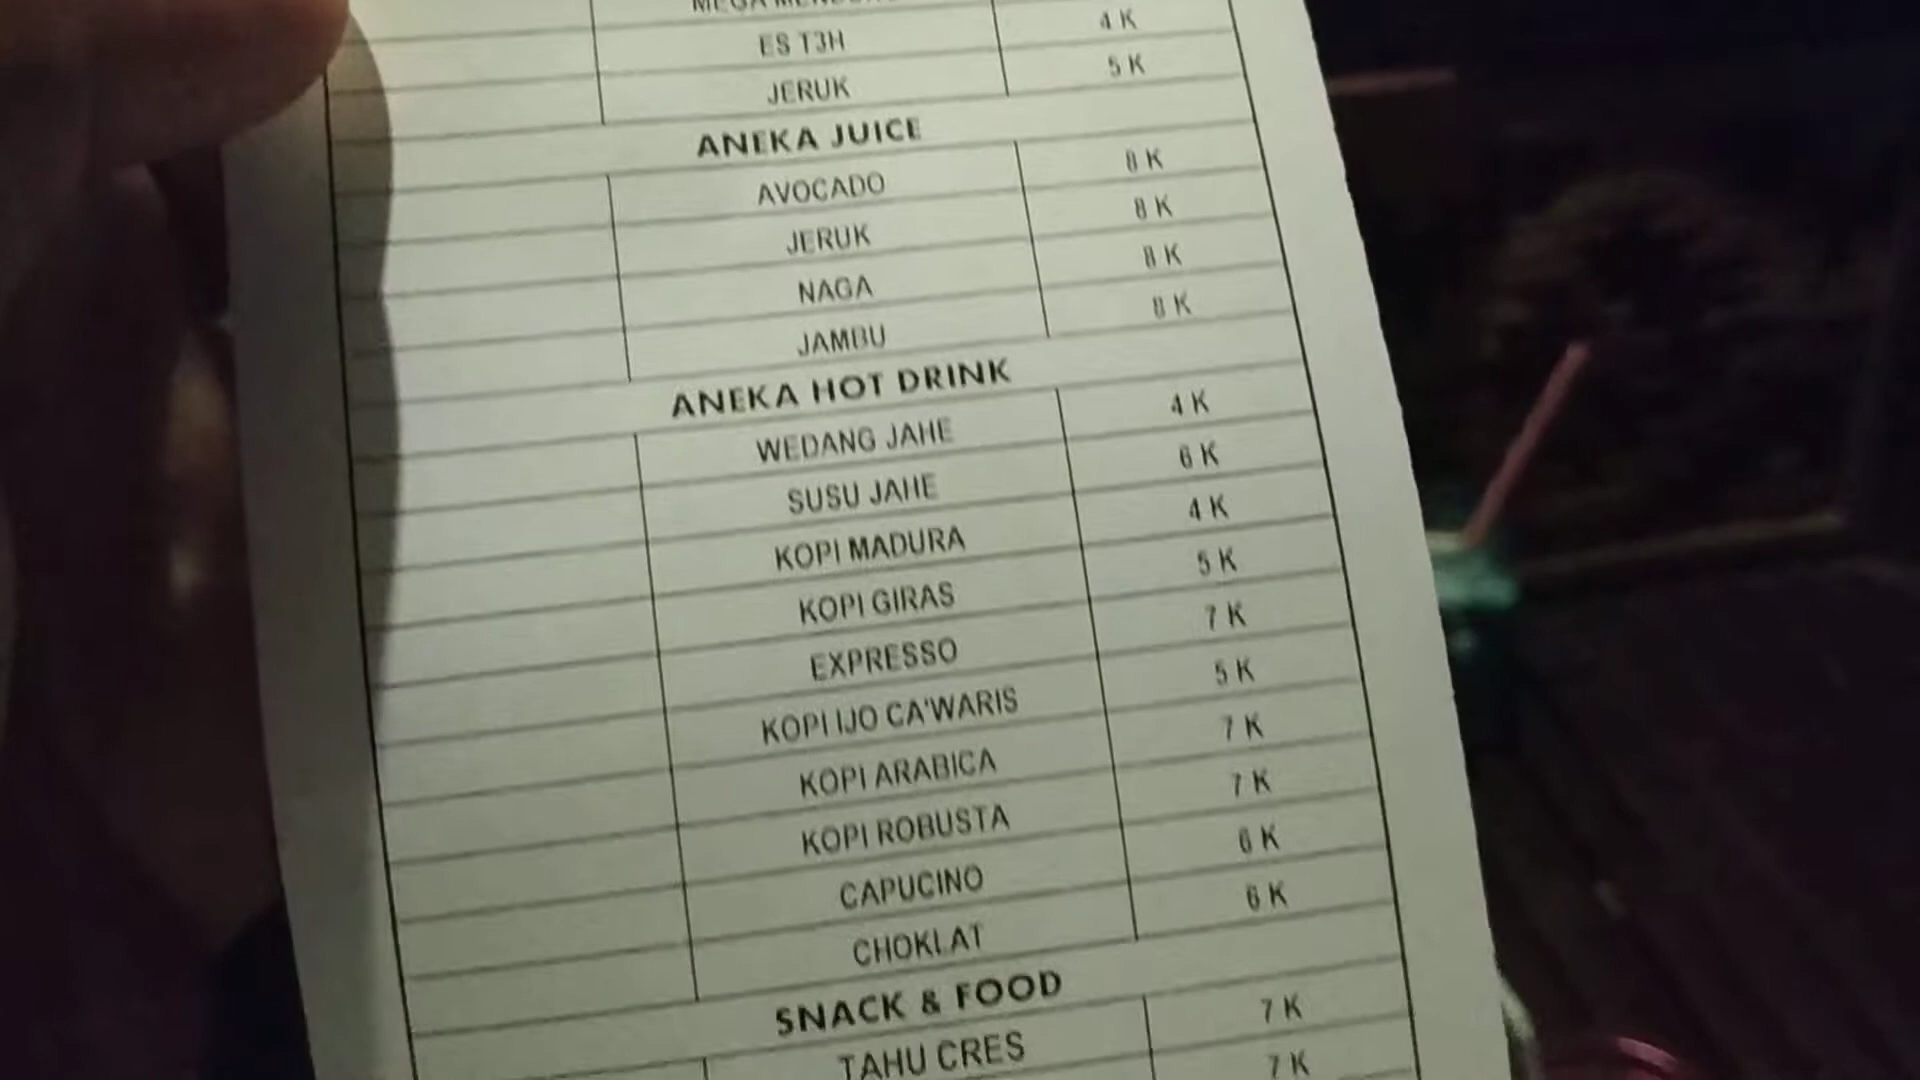 ES T3H 4 K
JERUK 5 K
ANEKA JUICE
AVOCADO 8 K
JERUK 8 K
NAGA 8 K
JAMBU 8 K
ANEKA HOT DRINK
WEDANG JAHE 4 K
SUSU JAHE 6 K
KOPI MADURA 4 K
KOPI GIRAS 5 K
EXPRESSO 7 K
KOPI IJO CA'WARIS 5 K
KOPI ARABICA 7 K
KOPI ROBUSTA 7 K
CAPUCINO 6 K
CHOKLAT 6 K
SNACK & FOOD
TAHU CRES 7 K
7 K